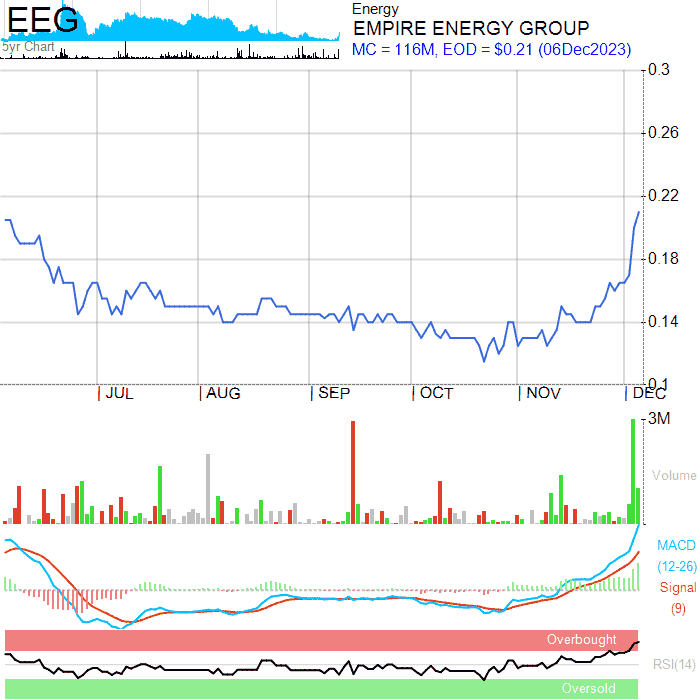 EEG
5yr Chart
Energy
EMPIRE ENERGY GROUP
MC = 116M, EOD = $0.21 (06Dec2023)
0.3
0.26
0.22
0.18
0.14
0.1
JUL
AUG
SEP
OCT
NOV
DEC
3M
Volume
MACD
(12-26)
Signal
(9)
Overbought
RSI(14)
Oversold